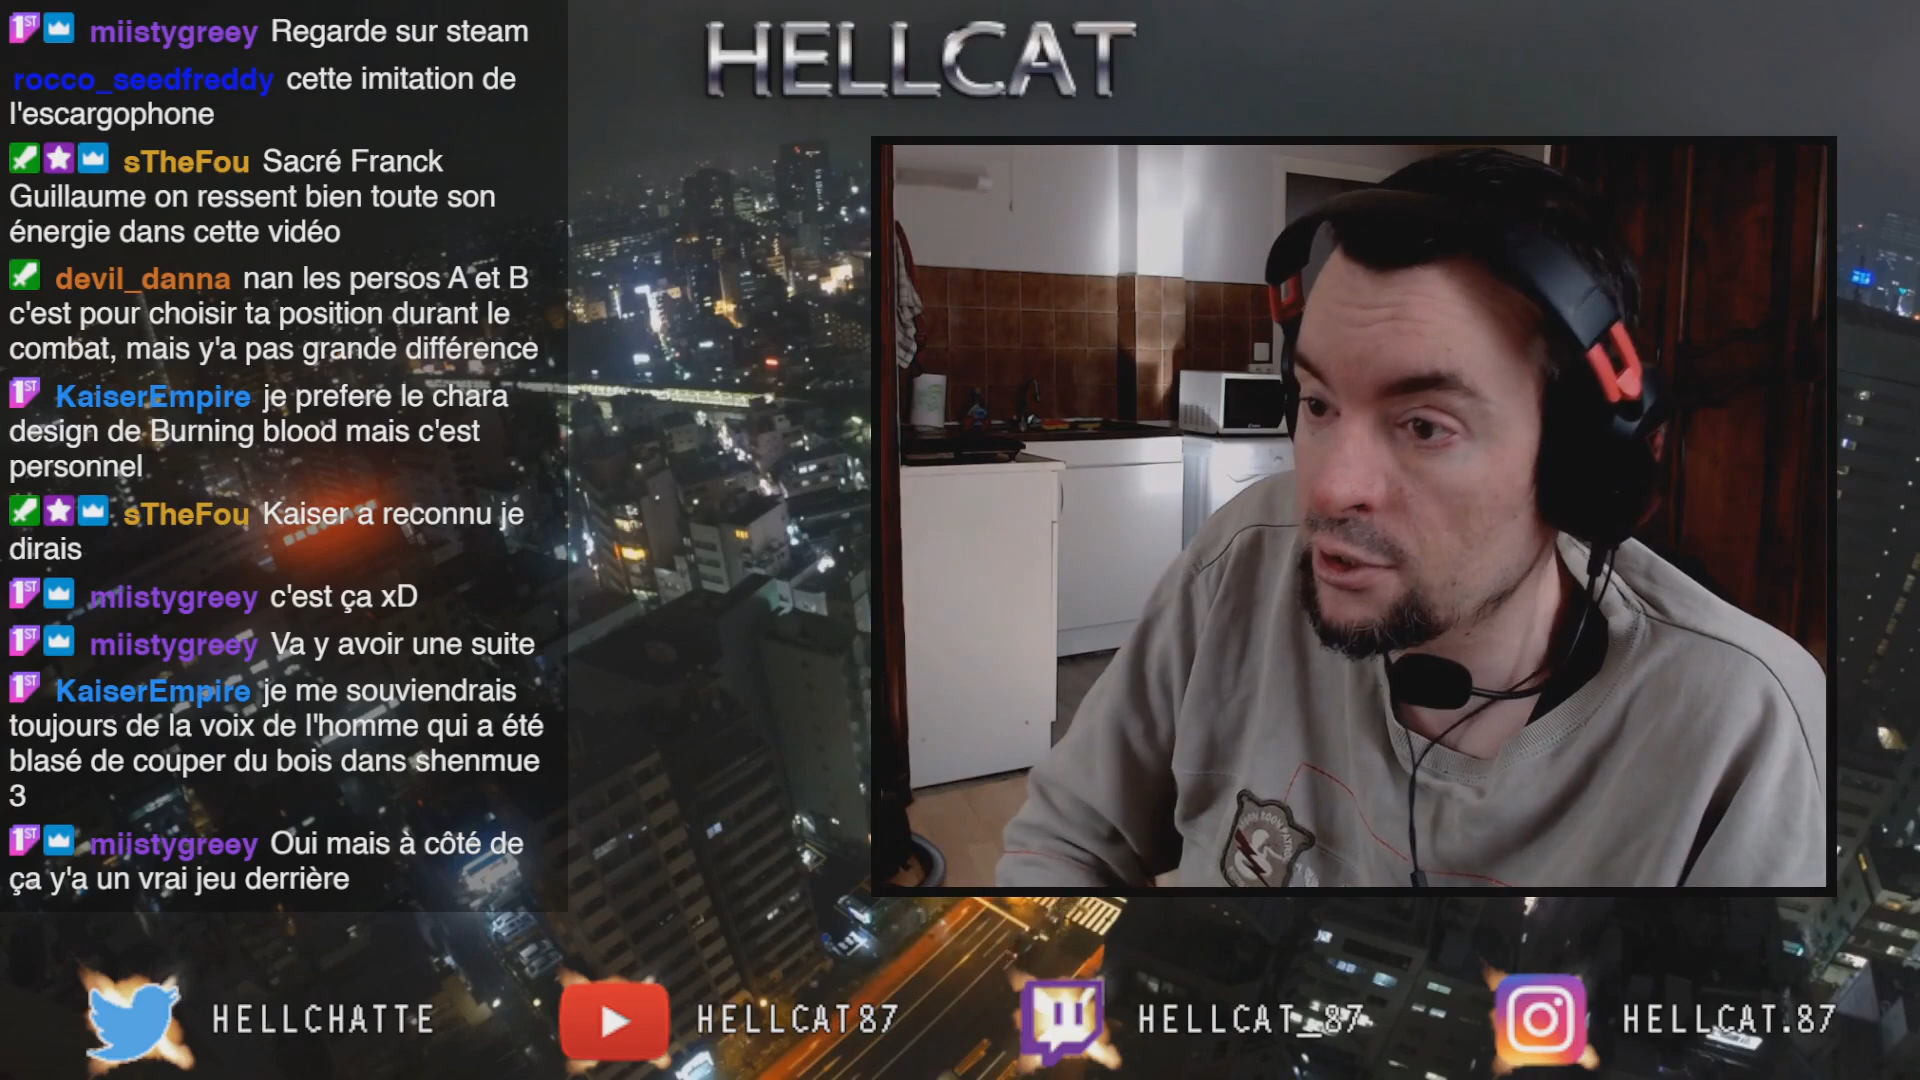 HELLCAT
miistygreey Regarde sur steam
rocco_seedfreddy cette imitation de
l'escargophone
sTheFou Sacré Franck
Guillaume on ressent bien toute son
énergie dans cette vidéo
devil_danna nan les persos A et B
c'est pour choisir ta position durant le
combat, mais y'a pas grande différence
KaiserEmpire je prefere le chara
design de Burning blood mais c'est
personnel
sTheFou Kaiser a reconnu je
dirais
miistygreey c'est ça xD
miistygreey Va y avoir une suite
KaiserEmpire je me souviendrais
toujours de la voix de l'homme qui a été
blasé de couper du bois dans shenmue
3
miistygreey Oui mais à côté de
ça y'a un vrai jeu derrière
HELLCHATTE
HELLCAT87
HELLCAT_87
HELLCAT.87